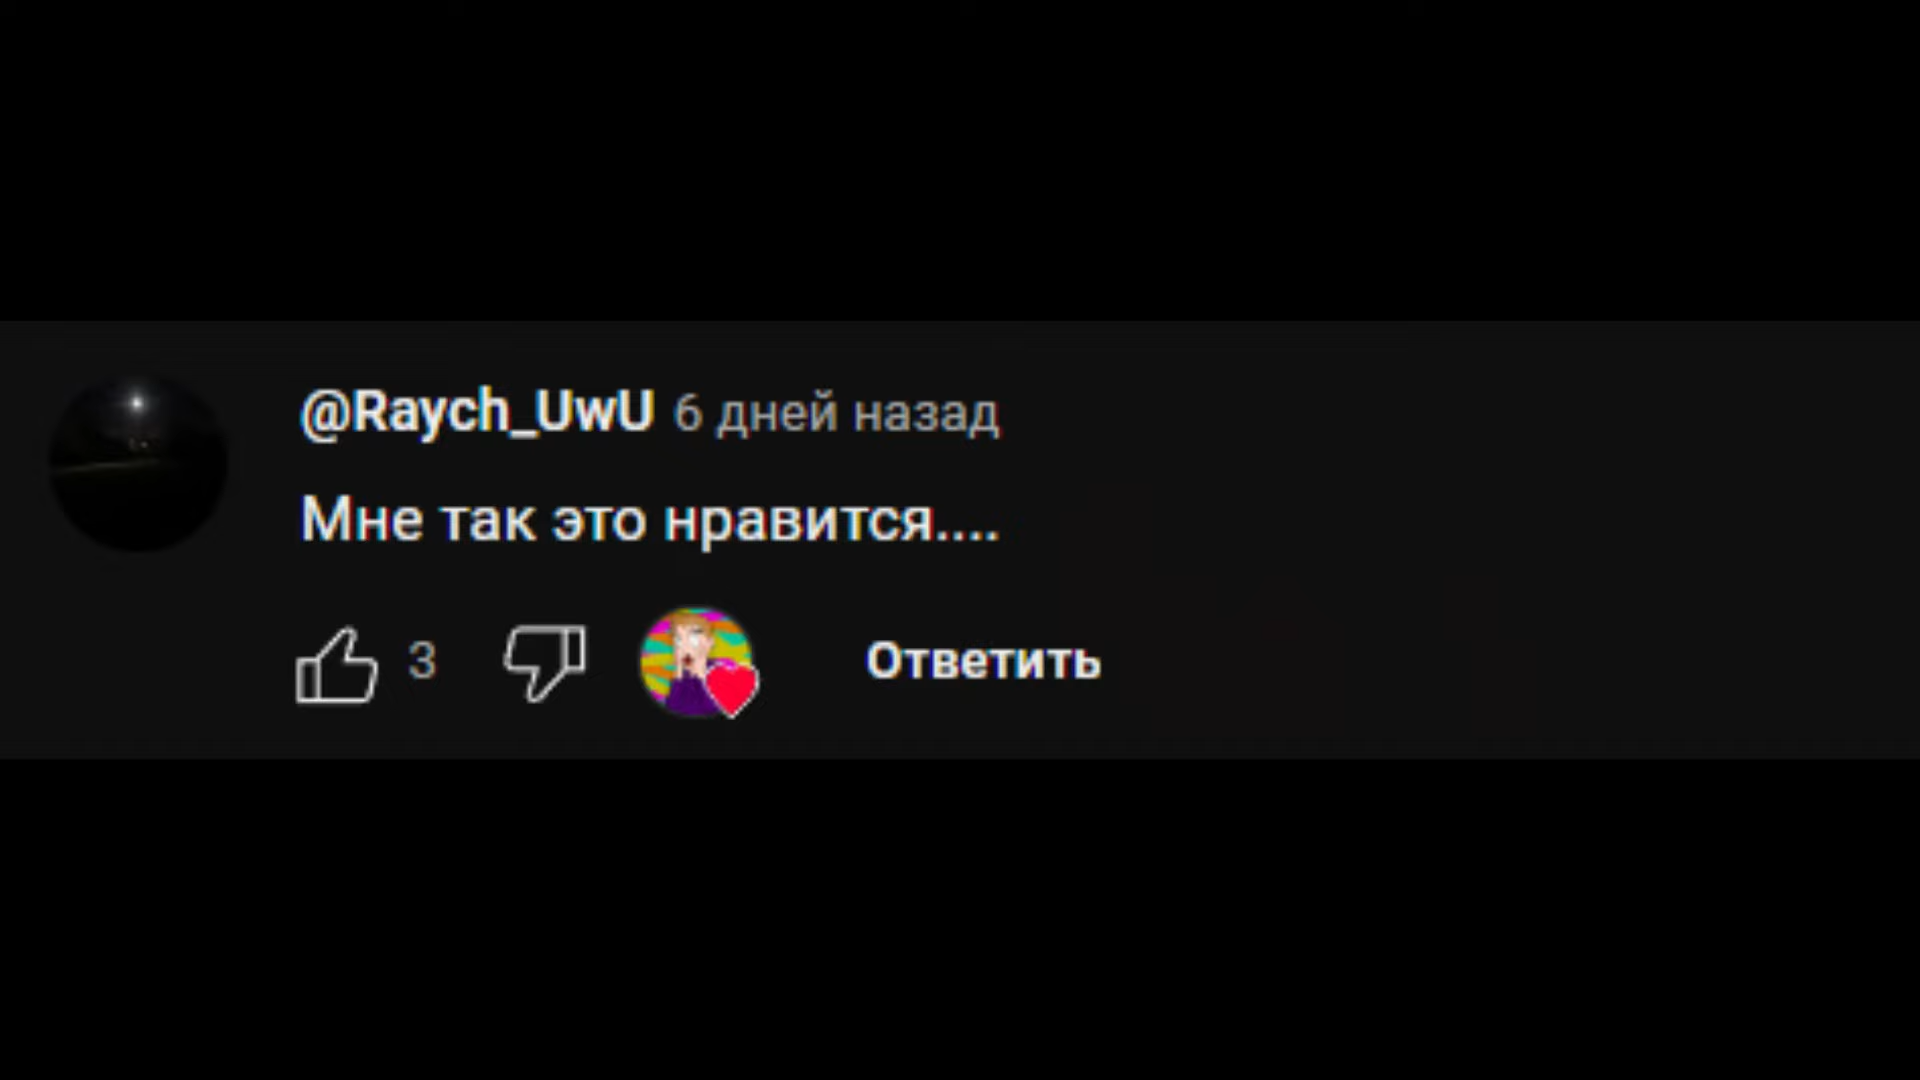 @Raych_UwU 6 дней назад
Мне так это нравится....
3 Ответить